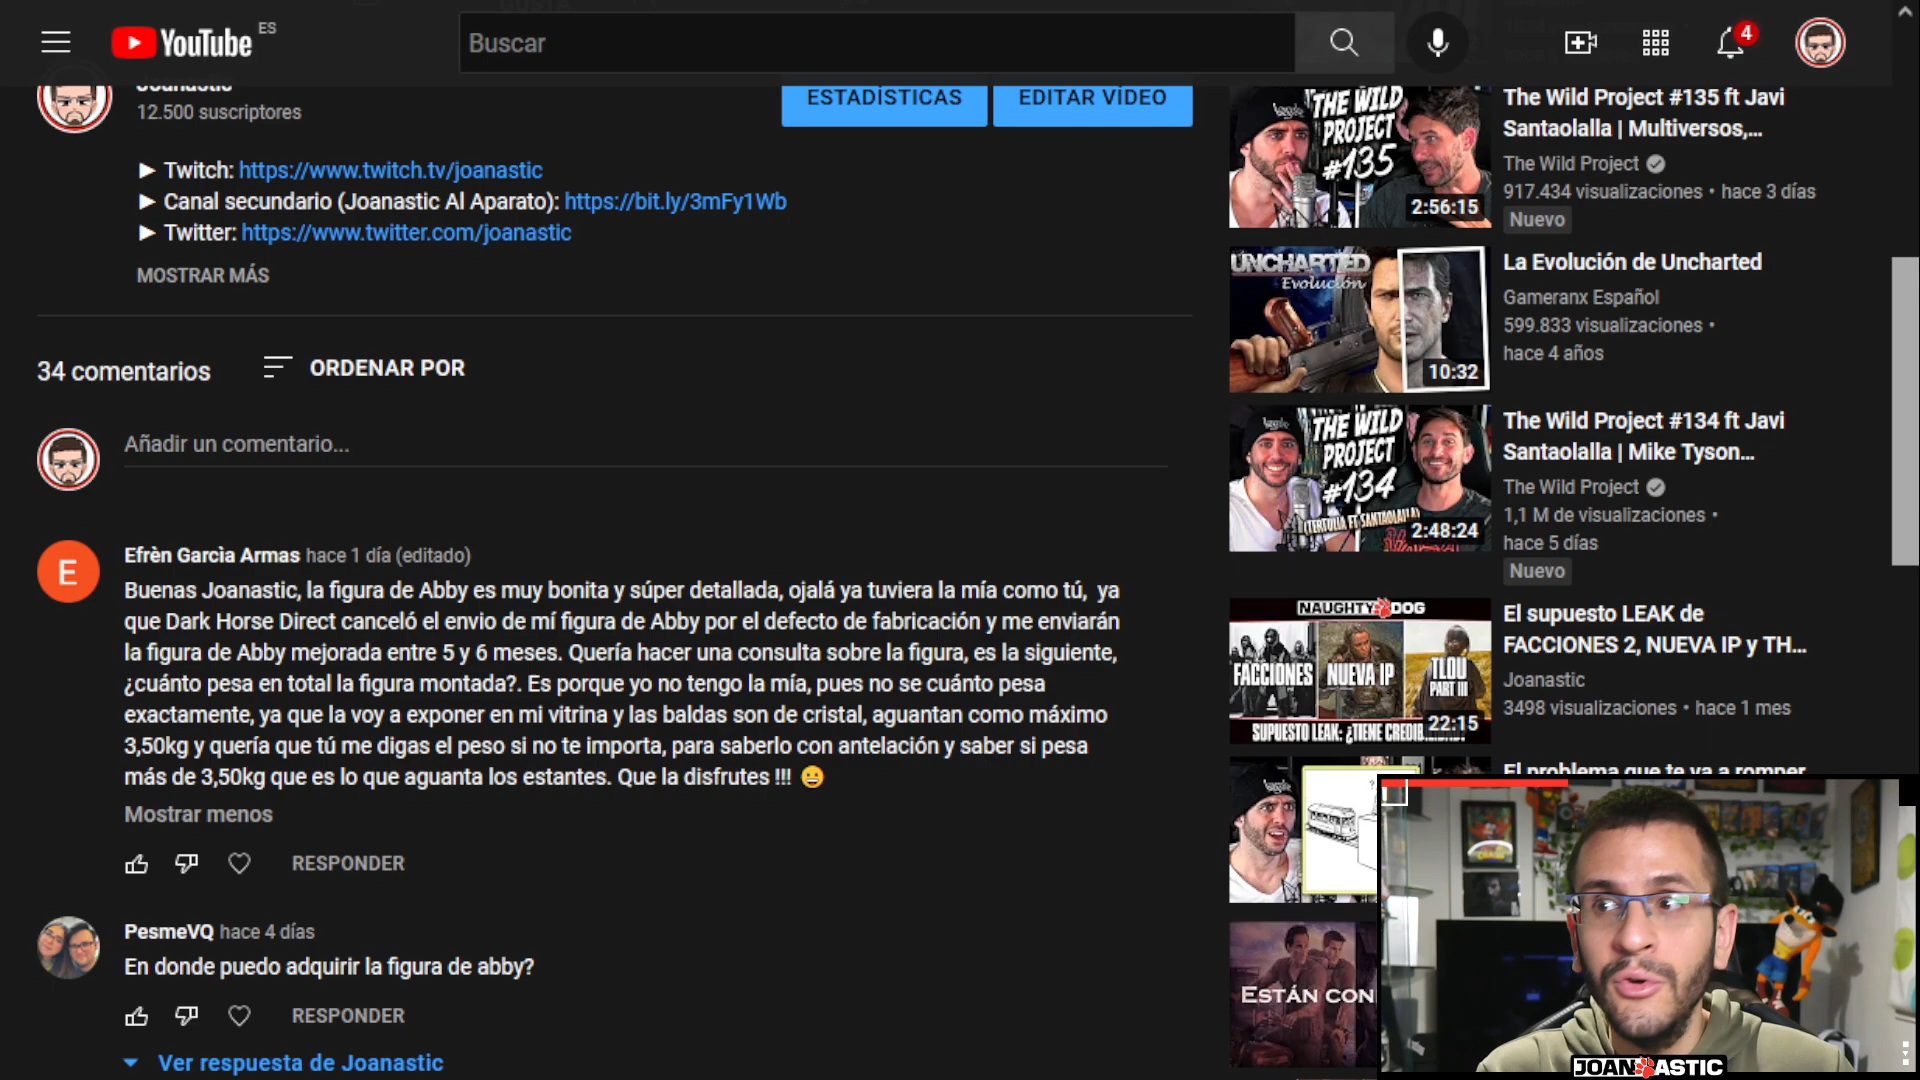 YouTube ES
Buscar
4
Joanastic
12.500 suscriptores
ESTADÍSTICAS
EDITAR VÍDEO
► Twitch: https://www.twitch.tv/joanastic
► Canal secundario (Joanastic Al Aparato): https://bit.ly/3mFy1Wb
► Twitter: https://www.twitter.com/joanastic
MOSTRAR MÁS
34 comentarios
ORDENAR POR
Añadir un comentario...
E
Efrèn Garcìa Armas hace 1 día (editado)
Buenas Joanastic, la figura de Abby es muy bonita y súper detallada, ojalá ya tuviera la mía como tú, ya
que Dark Horse Direct canceló el envio de mí figura de Abby por el defecto de fabricación y me enviarán
la figura de Abby mejorada entre 5 y 6 meses. Quería hacer una consulta sobre la figura, es la siguiente,
¿cuánto pesa en total la figura montada?. Es porque yo no tengo la mía, pues no se cuánto pesa
exactamente, ya que la voy a exponer en mi vitrina y las baldas son de cristal, aguantan como máximo
3,50kg y quería que tú me digas el peso si no te importa, para saberlo con antelación y saber si pesa
más de 3,50kg que es lo que aguanta los estantes. Que la disfrutes !!! 😀
Mostrar menos
RESPONDER
PesmeVQ hace 4 días
En donde puedo adquirir la figura de abby?
RESPONDER
Ver respuesta de Joanastic
THE WILD
PROJECT
#135
2:56:15
The Wild Project #135 ft Javi
Santaolalla | Multiversos,...
The Wild Project
917.434 visualizaciones • hace 3 días
Nuevo
UNCHARTED
Evolución
10:32
La Evolución de Uncharted
Gameranx Español
599.833 visualizaciones •
hace 4 años
THE WILD
PROJECT
#134
(TERTULIA FT SANTAOLALLA)
2:48:24
The Wild Project #134 ft Javi
Santaolalla | Mike Tyson...
The Wild Project
1,1 M de visualizaciones •
hace 5 días
Nuevo
NAUGHTY DOG
FACCIONES
NUEVA IP
TLOU
PART III
SUPUESTO LEAK: ¿TIENE
22:15
El supuesto LEAK de
FACCIONES 2, NUEVA IP y TH...
Joanastic
3498 visualizaciones • hace 1 mes
El problema que te va a romper
ESTÁN CON
JOANASTIC